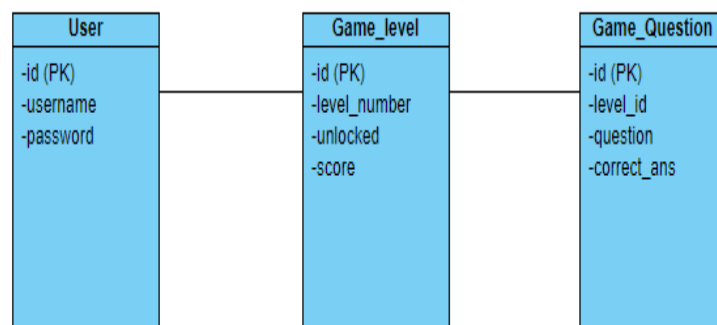 User
-id (PK)
-username
-password
Game_level
-id (PK)
-level_number
-unlocked
-score
Game_Question
-id (PK)
-level_id
-question
-correct_ans